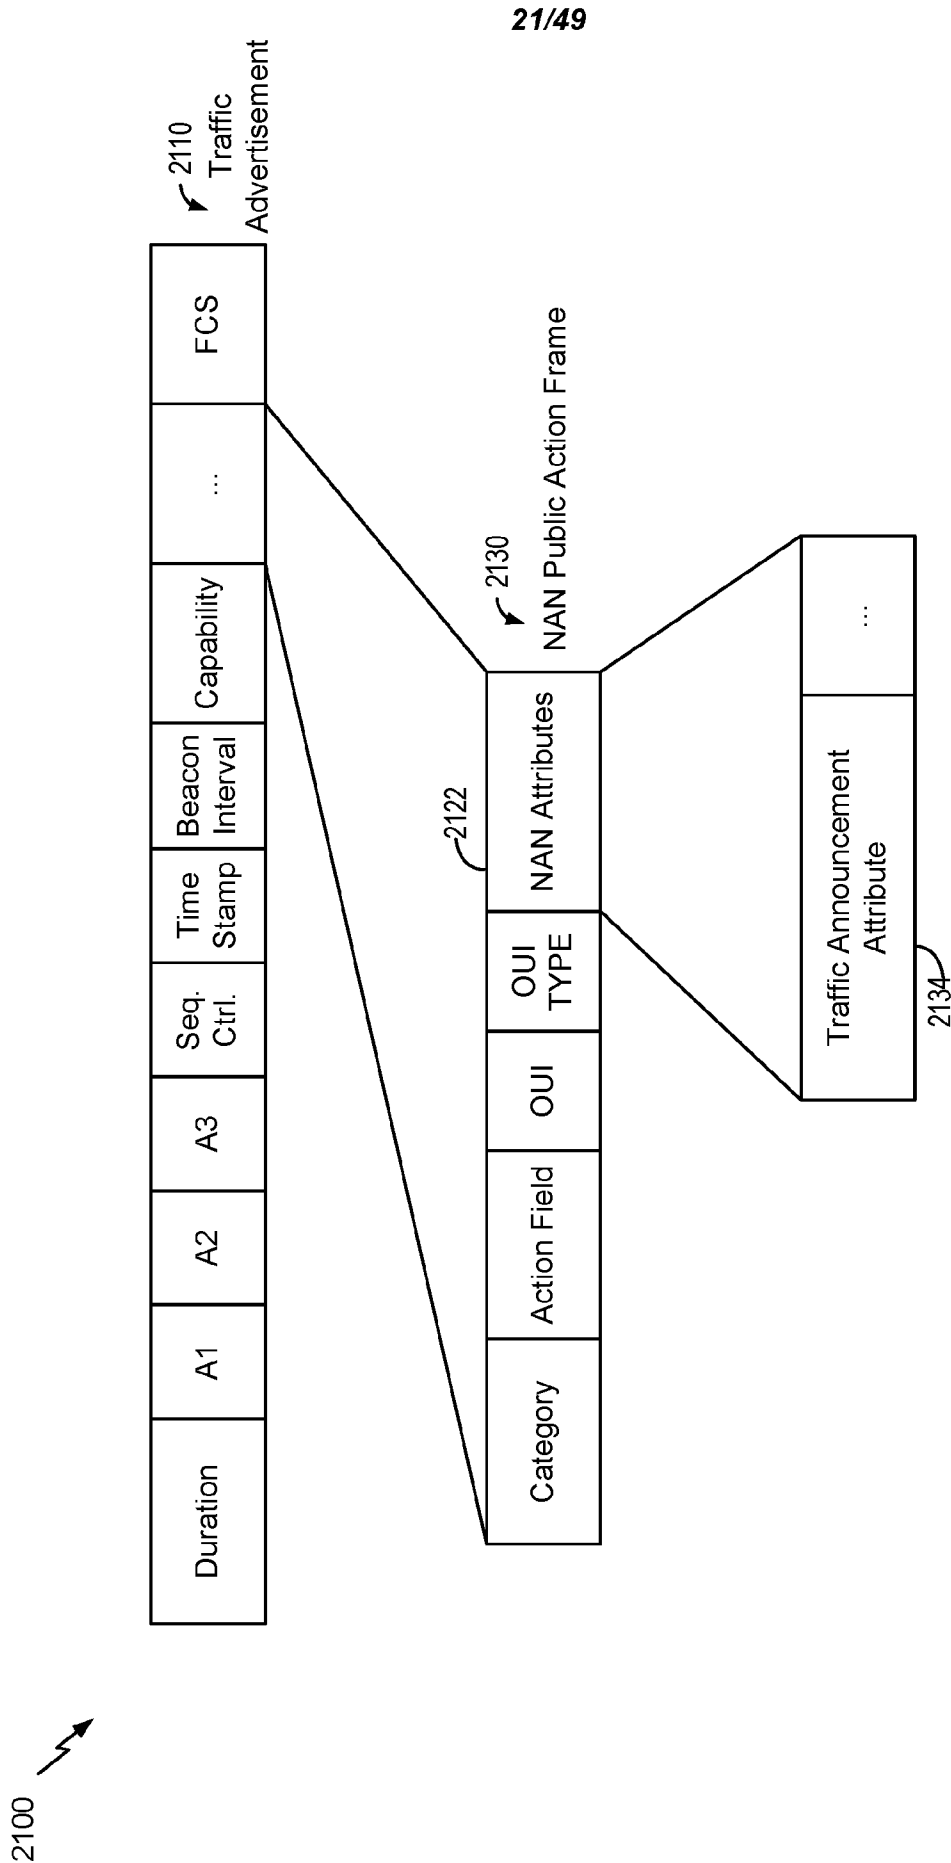 21/49
2100
2110
Traffic
Advertisement
Duration
A1
A2
A3
Seq.
Ctrl.
Time
Stamp
Beacon
Interval
Capability
...
FCS
2130
NAN Public Action Frame
2122
Category
Action Field
OUI
OUI
TYPE
NAN Attributes
Traffic Announcement
Attribute
...
2134